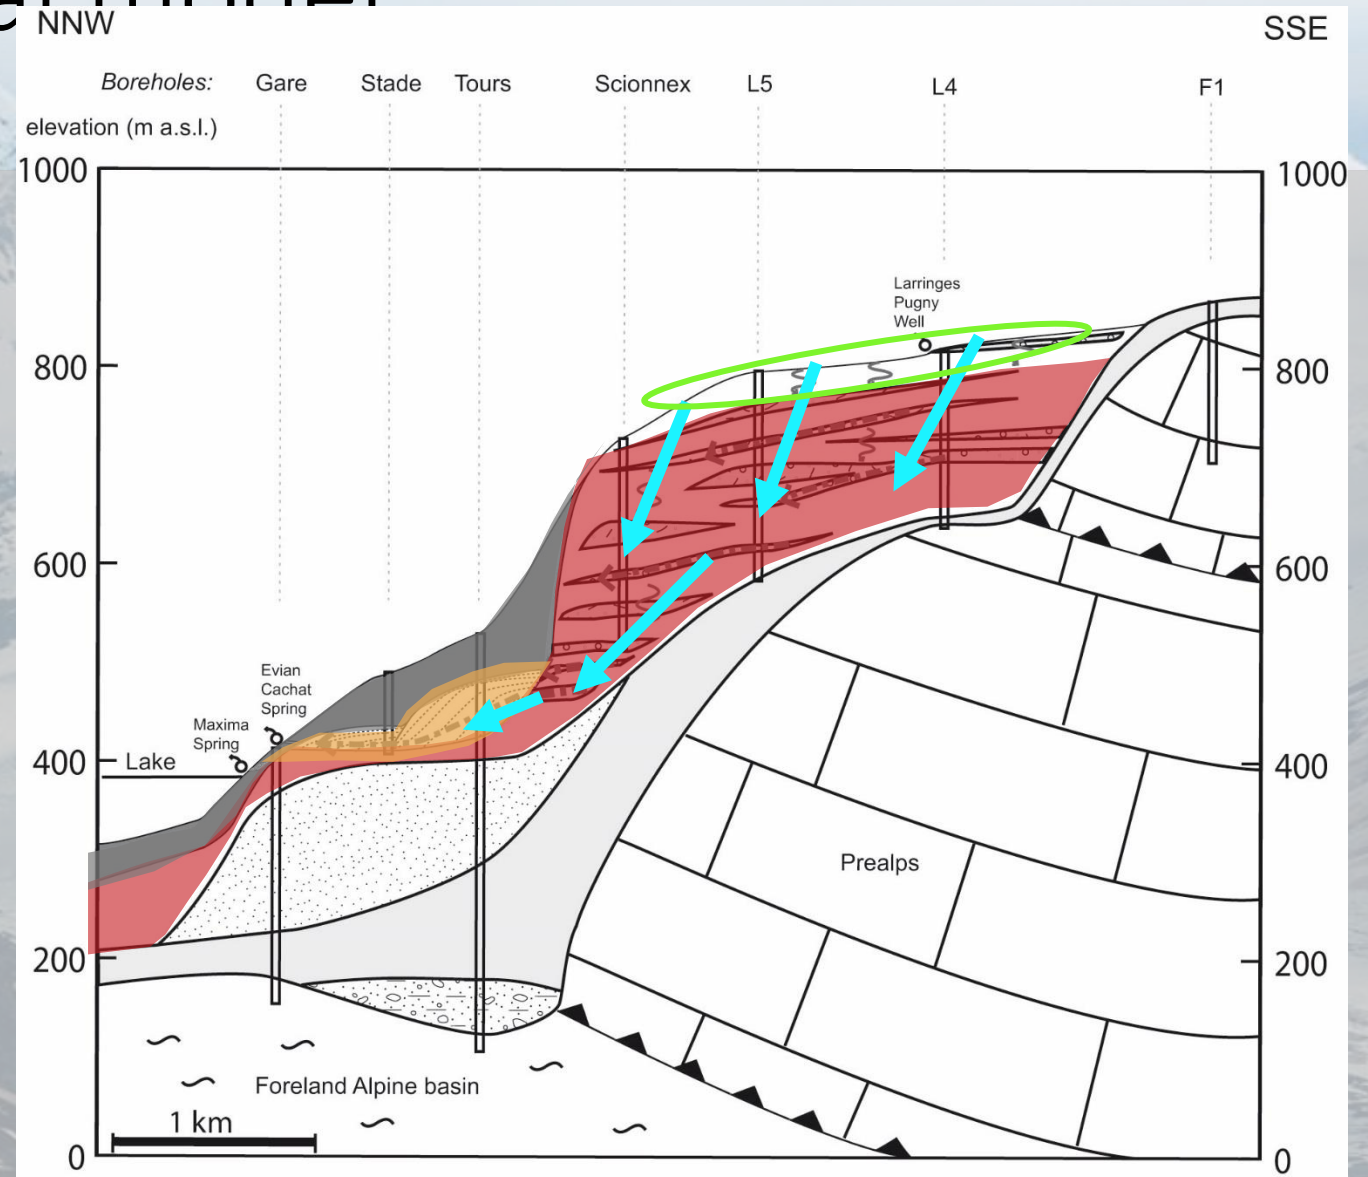 NNW
SSE
Boreholes: Gare Stade Tours Scionnex L5 L4 F1
elevation (m a.s.l.)
1000 1000
Larringes
Pugny
Well
800 800
600 600
Evian
Cachat
Spring
Maxima
Spring
Lake
400 400
Prealps
200 200
Foreland Alpine basin
1 km
0 0